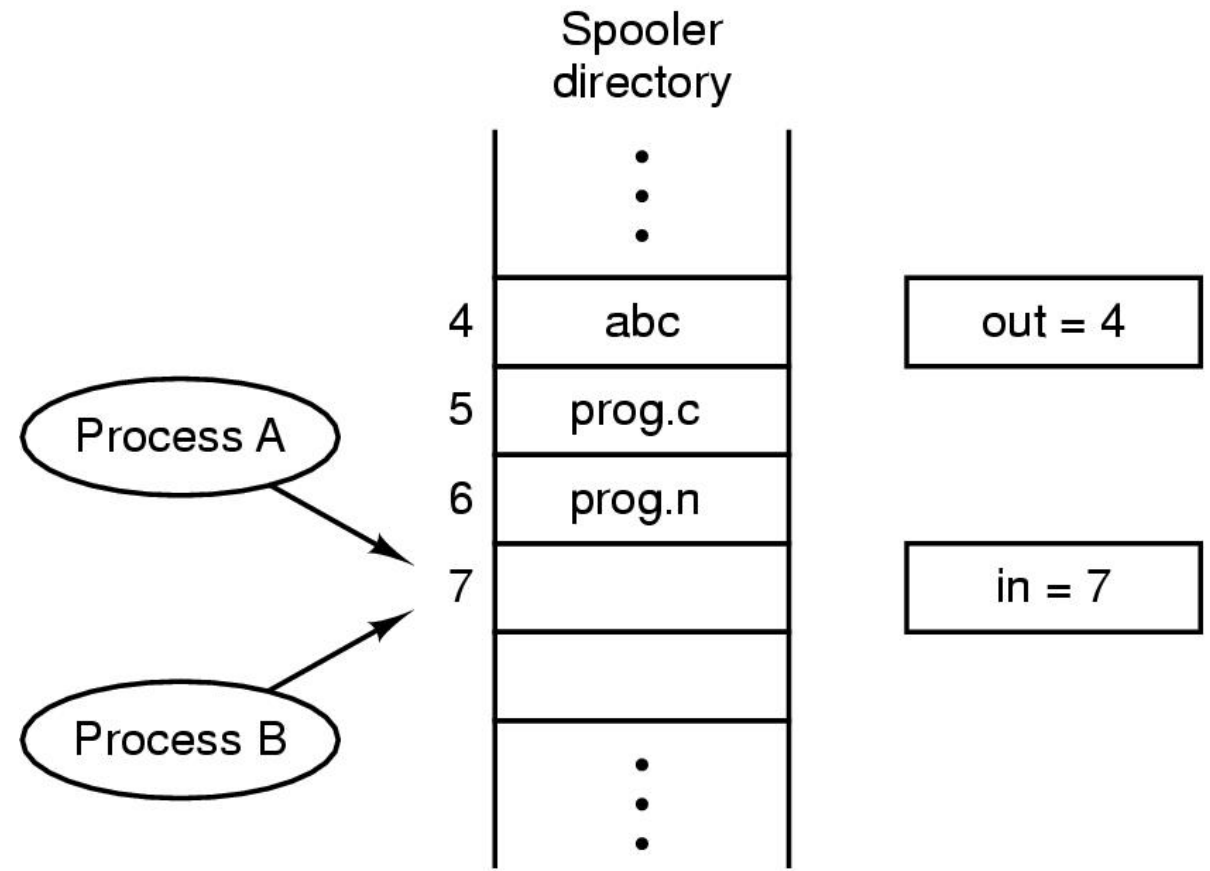 Spooler
directory
4 abc out = 4
Process A
5 prog.c
6 prog.n
7 in = 7
Process B